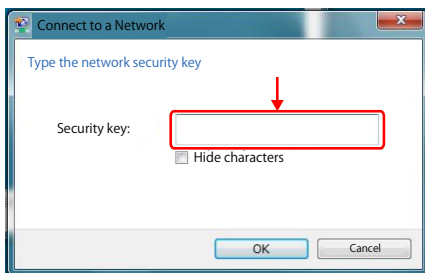 Connect to a Network
Type the network security key
Security key:
Hide characters
OK Cancel